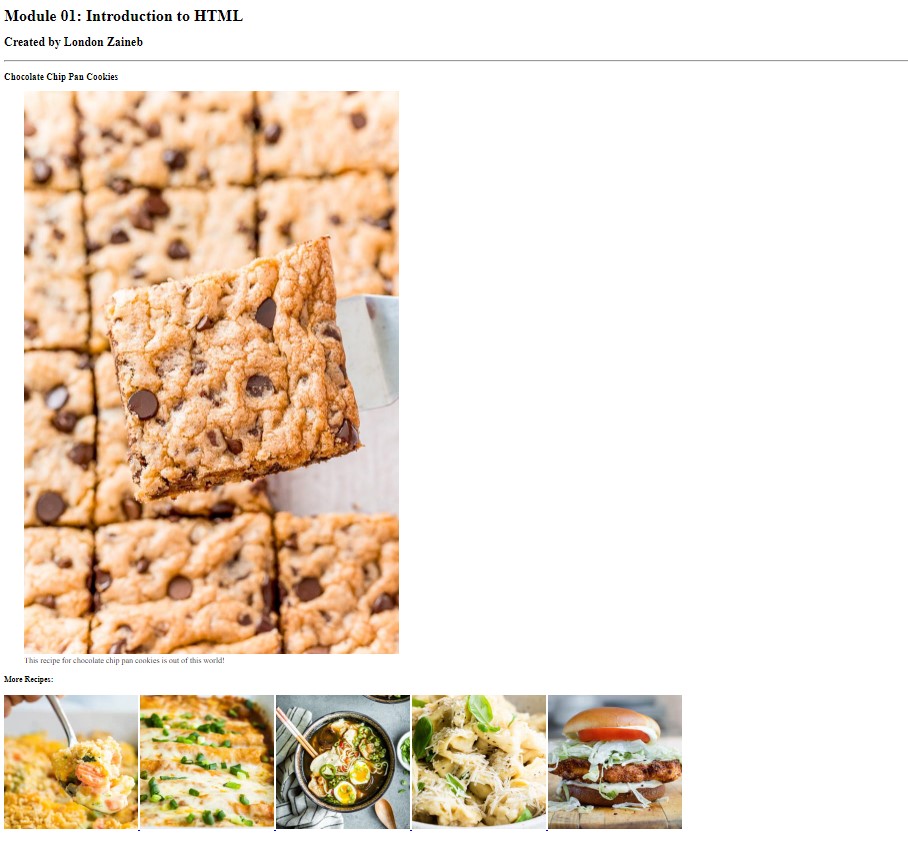 Module 01: Introduction to HTML
Created by London Zaineb
Chocolate Chip Pan Cookies
This recipe for chocolate chip pan cookies is out of this world!
More Recipes: